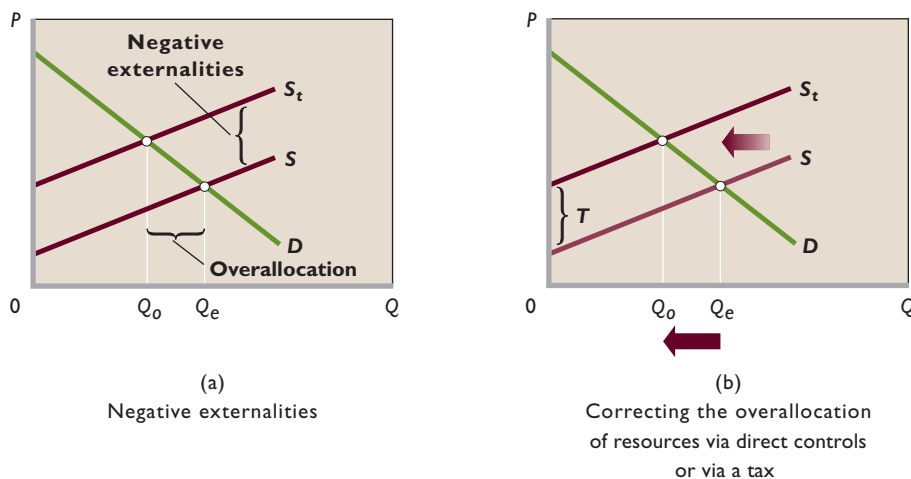 P
Negative
externalities
S_t
S
D
Overallocation
0
Q_o
Q_e
Q
(a)
Negative externalities
P
S_t
S
T
D
0
Q_o
Q_e
Q
(b)
Correcting the overallocation
of resources via direct controls
or via a tax